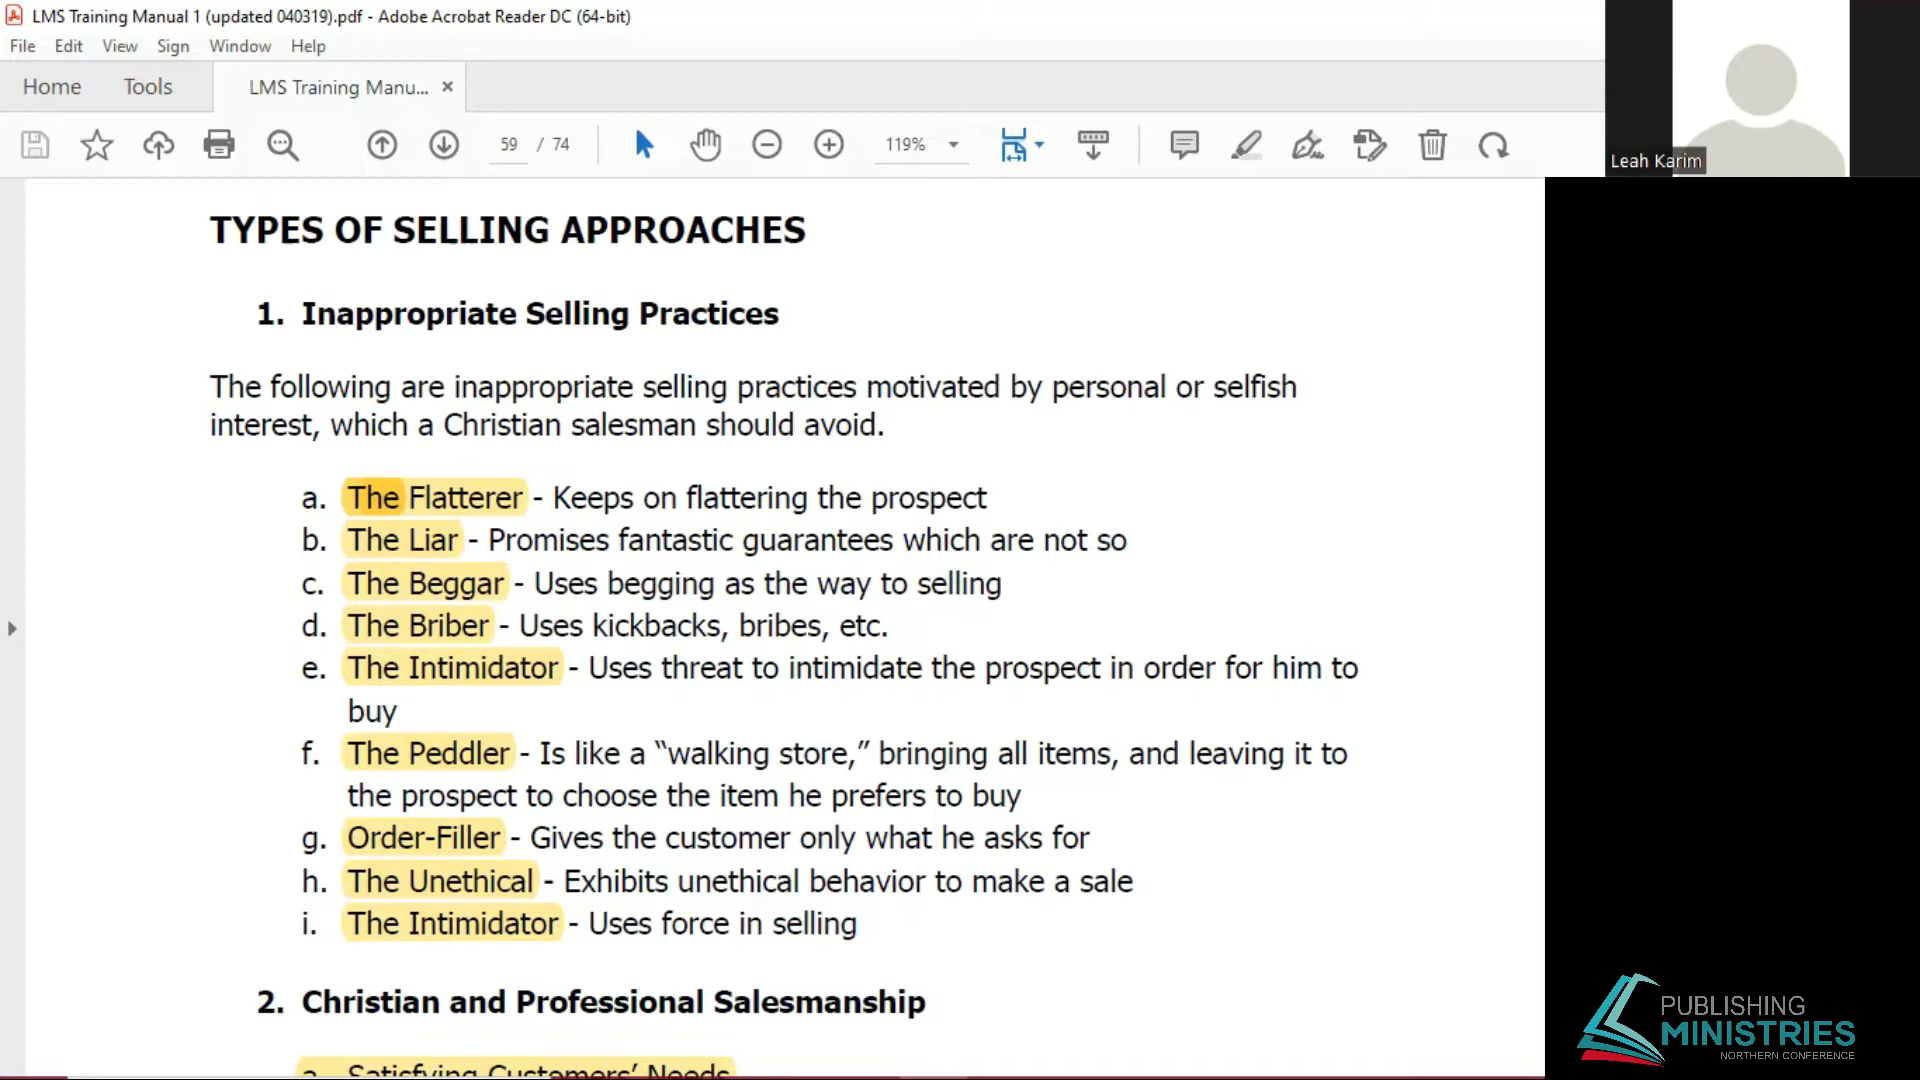 LMS Training Manual 1 (updated 040319).pdf - Adobe Acrobat Reader DC (64-bit)
File Edit View Sign Window Help
Home Tools LMS Training Manu... ×
59 / 74 119%
Leah Karim
TYPES OF SELLING APPROACHES
1. Inappropriate Selling Practices
The following are inappropriate selling practices motivated by personal or selfish
interest, which a Christian salesman should avoid.
a. The Flatterer - Keeps on flattering the prospect
b. The Liar - Promises fantastic guarantees which are not so
c. The Beggar - Uses begging as the way to selling
d. The Briber - Uses kickbacks, bribes, etc.
e. The Intimidator - Uses threat to intimidate the prospect in order for him to
buy
f. The Peddler - Is like a “walking store,” bringing all items, and leaving it to
the prospect to choose the item he prefers to buy
g. Order-Filler - Gives the customer only what he asks for
h. The Unethical - Exhibits unethical behavior to make a sale
i. The Intimidator - Uses force in selling
2. Christian and Professional Salesmanship
a. Satisfying Customers’ Needs
PUBLISHING
MINISTRIES
NORTHERN CONFERENCE